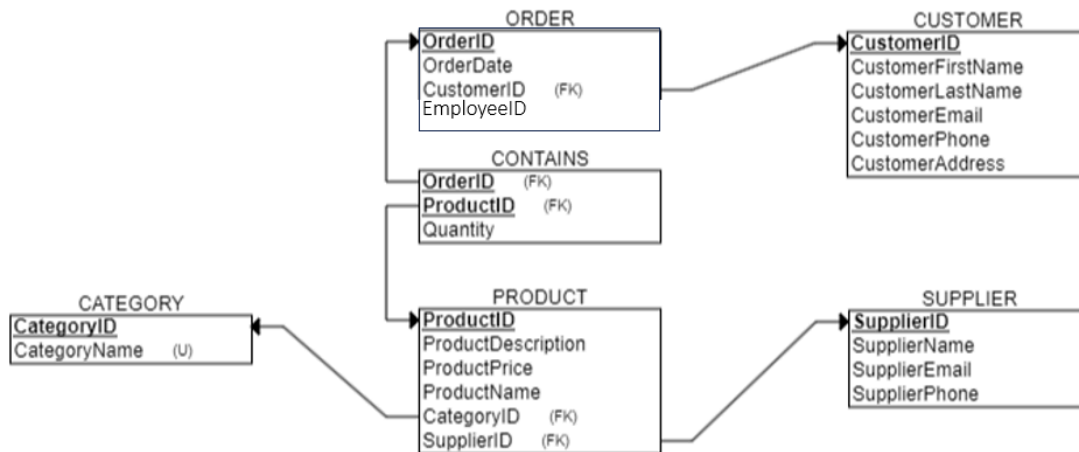 ORDER
OrderID
OrderDate
CustomerID (FK)
EmployeeID
CUSTOMER
CustomerID
CustomerFirstName
CustomerLastName
CustomerEmail
CustomerPhone
CustomerAddress
CONTAINS
OrderID (FK)
ProductID (FK)
Quantity
CATEGORY
CategoryID
CategoryName (U)
PRODUCT
ProductID
ProductDescription
ProductPrice
ProductName
CategoryID (FK)
SupplierID (FK)
SUPPLIER
SupplierID
SupplierName
SupplierEmail
SupplierPhone